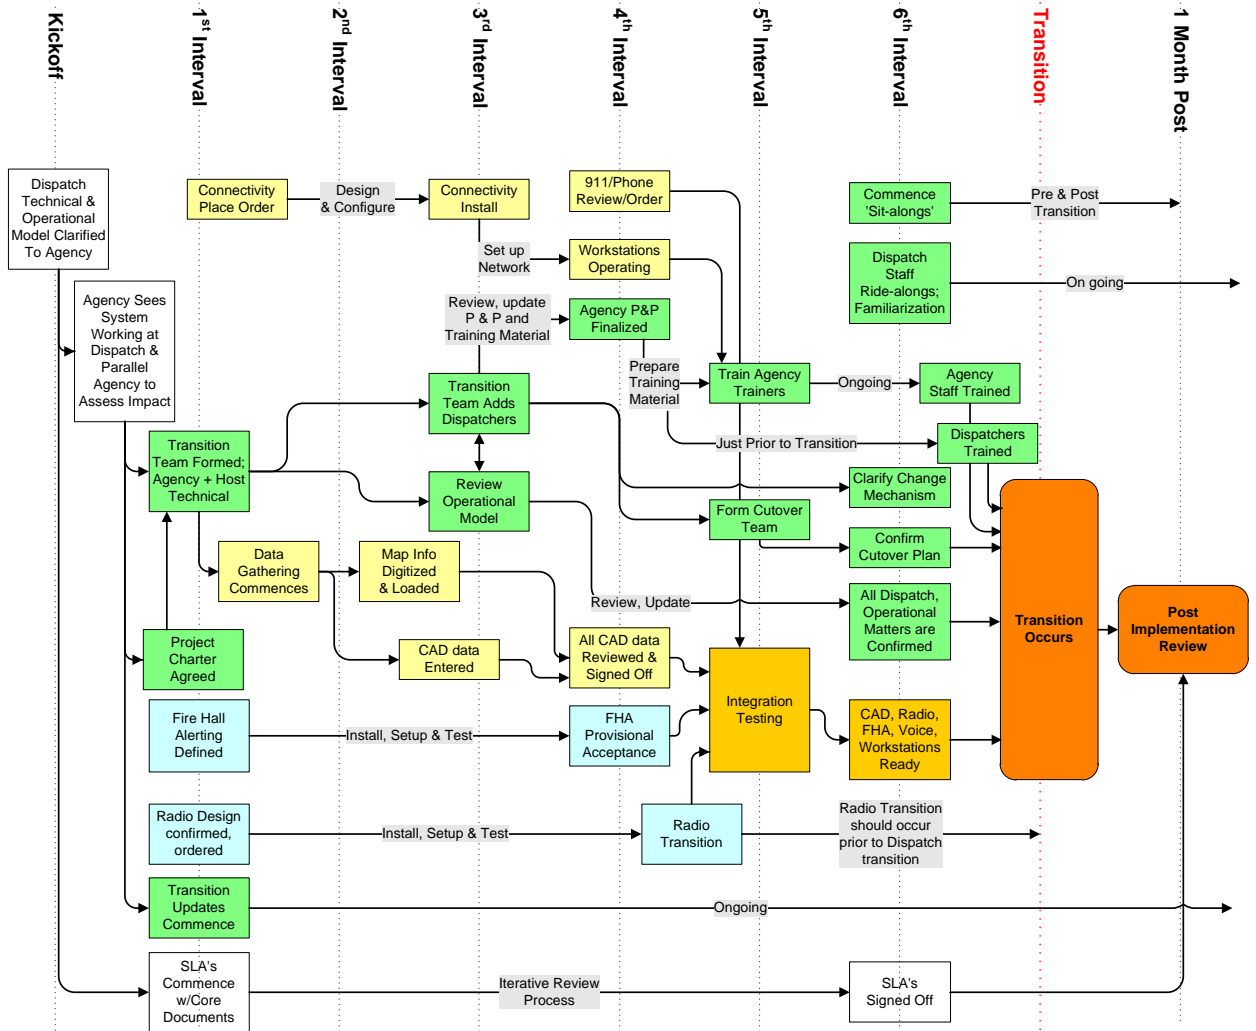 Kickoff
1st Interval
2nd Interval
3rd Interval
4th Interval
5th Interval
6th Interval
Transition
1 Month Post
Dispatch
Technical &
Operational
Model Clarified
To Agency
Connectivity
Place Order
Design
& Configure
Connectivity
Install
911/Phone
Review/Order
Commence
'Sit-alongs'
Pre & Post
Transition
Set up
Network
Workstations
Operating
Dispatch
Staff
Ride-alongs;
Familiarization
On going
Agency Sees
System
Working at
Dispatch &
Parallel
Agency to
Assess Impact
Review, update
P & P and
Training Material
Agency P&P
Finalized
Prepare
Training
Material
Train Agency
Trainers
Ongoing
Agency
Staff Trained
Transition
Team Adds
Dispatchers
Just Prior to Transition
Dispatchers
Trained
Transition
Team Formed;
Agency + Host
Technical
Review
Operational
Model
Clarify Change
Mechanism
Form Cutover
Team
Confirm
Cutover Plan
Data
Gathering
Commences
Map Info
Digitized
& Loaded
Review, Update
All Dispatch,
Operational
Matters are
Confirmed
Transition
Occurs
Post
Implementation
Review
Project
Charter
Agreed
CAD data
Entered
All CAD data
Reviewed &
Signed Off
Integration
Testing
Fire Hall
Alerting
Defined
Install, Setup & Test
FHA
Provisional
Acceptance
CAD, Radio,
FHA, Voice,
Workstations
Ready
Radio Design
confirmed,
ordered
Install, Setup & Test
Radio
Transition
Radio Transition
should occur
prior to Dispatch
transition
Transition
Updates
Commence
Ongoing
SLA's
Commence
w/Core
Documents
Iterative Review
Process
SLA's
Signed Off